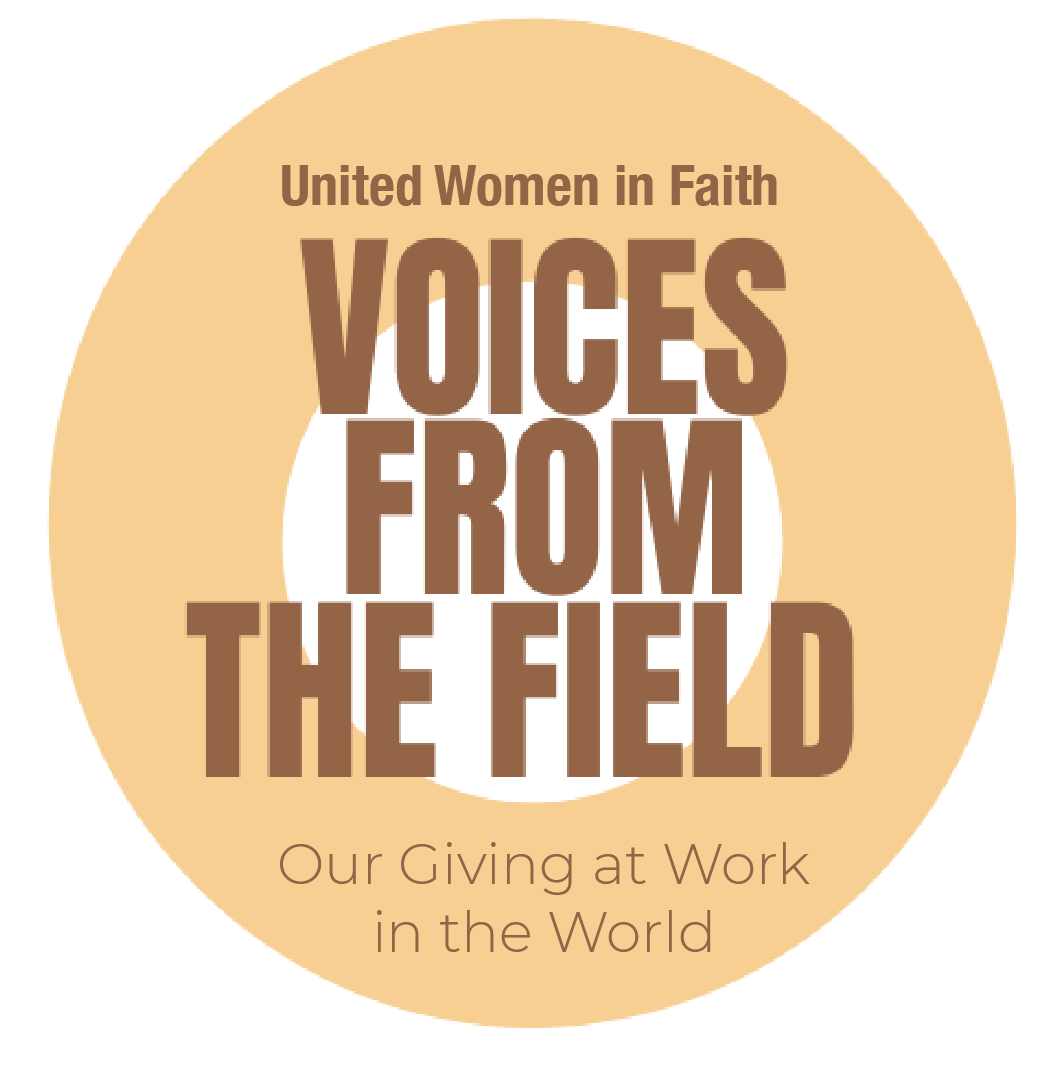 United Women in Faith
VOICES
FROM
THE FIELD
Our Giving at Work
in the World